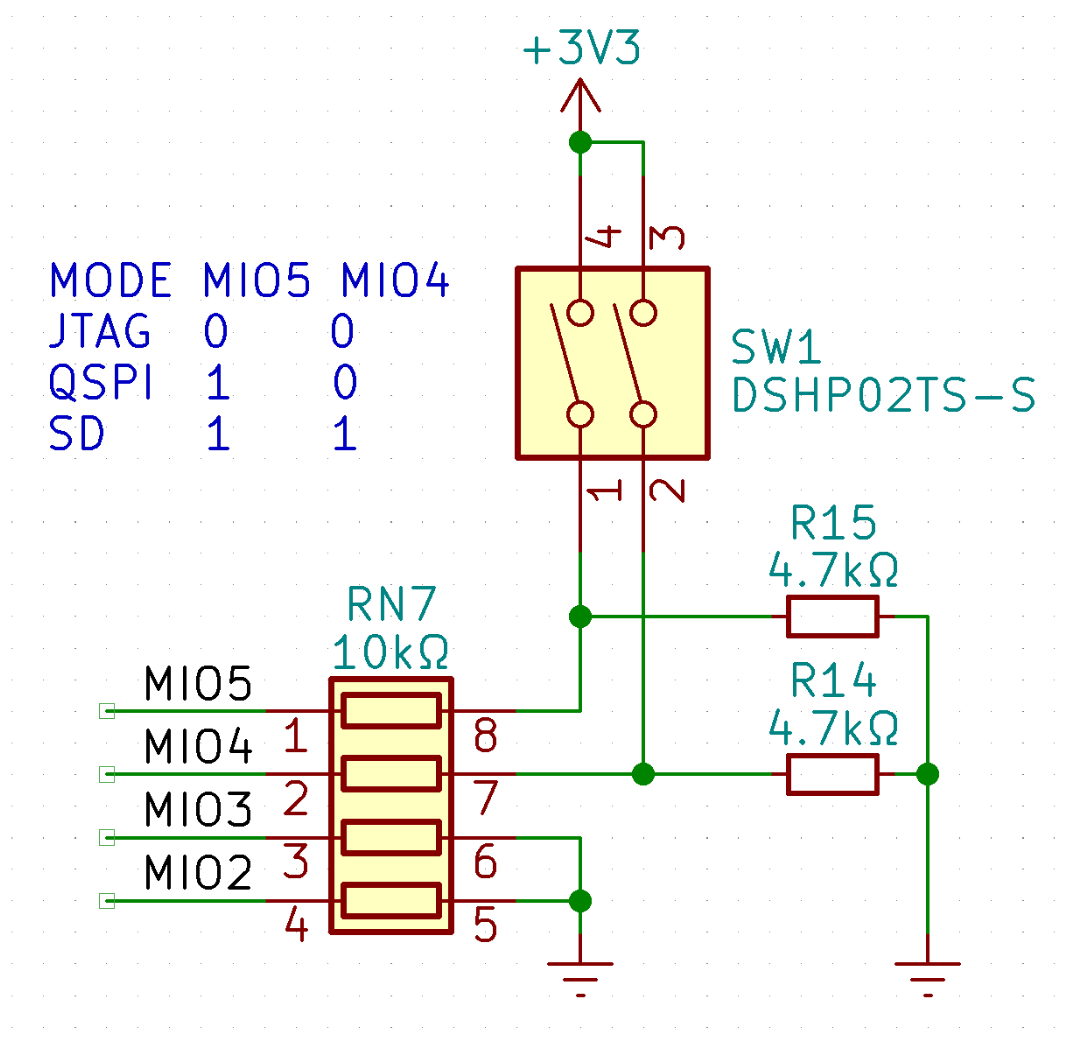 +3V3
4
3
MODE MIO5 MIO4
JTAG 0 0
QSPI 1 0
SD 1 1
SW1
DSHP02TS-S
1
2
R15
4.7kΩ
RN7
10kΩ
R14
4.7kΩ
MIO5
1
8
MIO4
2
7
MIO3
3
6
MIO2
4
5